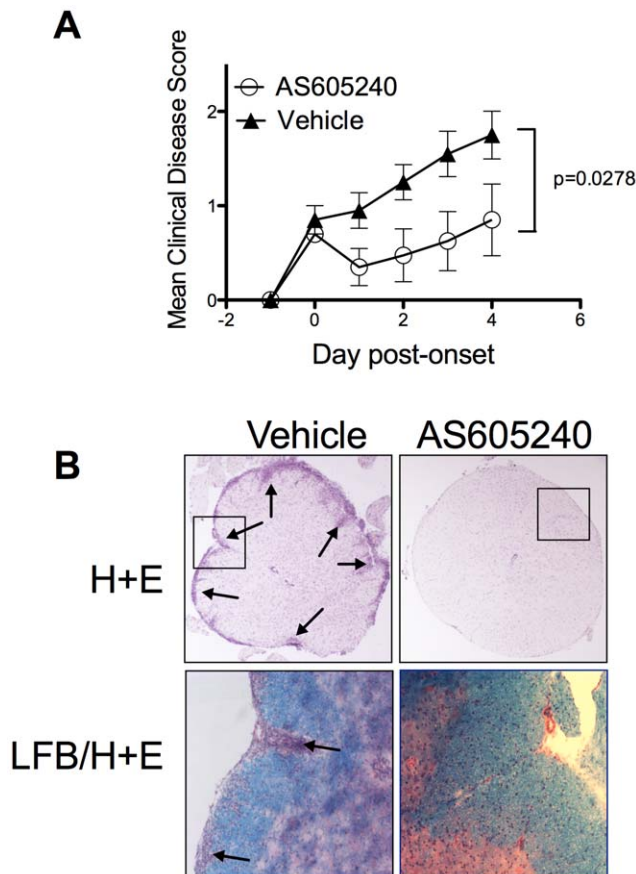 A
Mean Clinical Disease Score
AS605240
Vehicle
2
1
0
p=0.0278
-2 0 2 4 6
Day post-onset
B
Vehicle AS605240
H+E
LFB/H+E